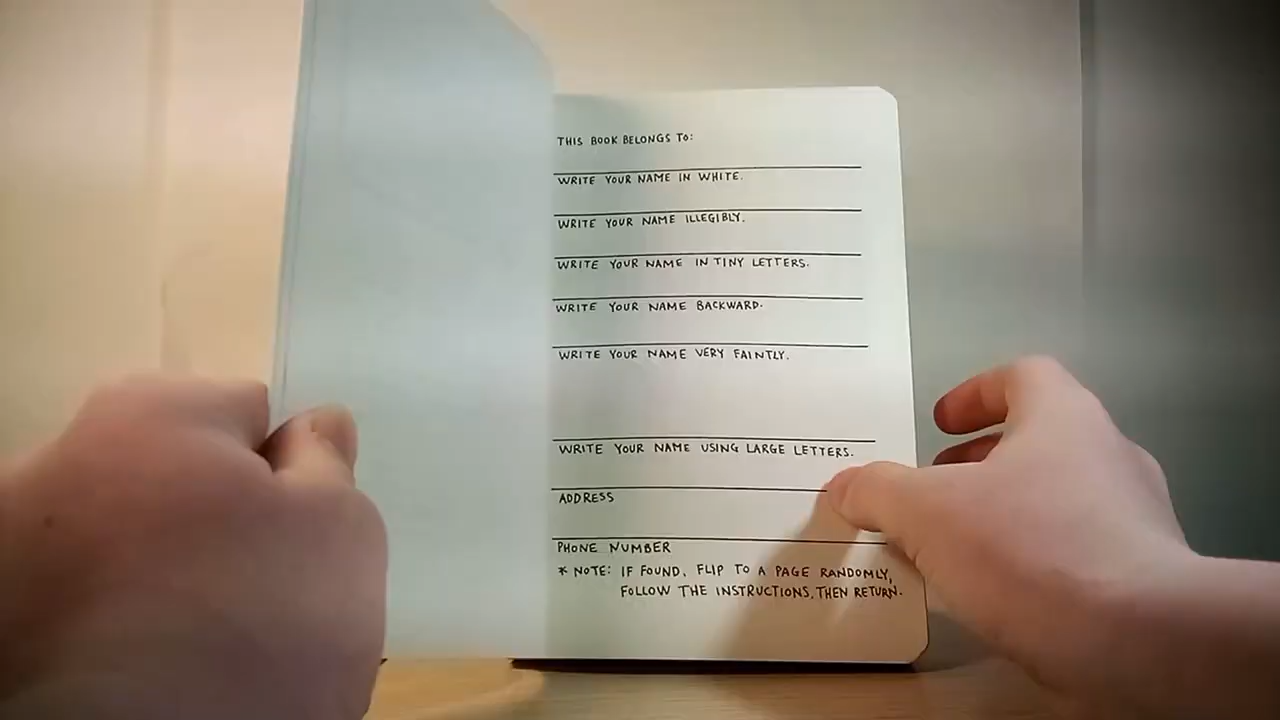 THIS BOOK BELONGS TO:
WRITE YOUR NAME IN WHITE.
WRITE YOUR NAME ILLEGIBLY.
WRITE YOUR NAME IN TINY LETTERS.
WRITE YOUR NAME BACKWARD.
WRITE YOUR NAME VERY FAINTLY.
WRITE YOUR NAME USING LARGE LETTERS.
ADDRESS
PHONE NUMBER
* NOTE: IF FOUND, FLIP TO A PAGE RANDOMLY,
FOLLOW THE INSTRUCTIONS, THEN RETURN.